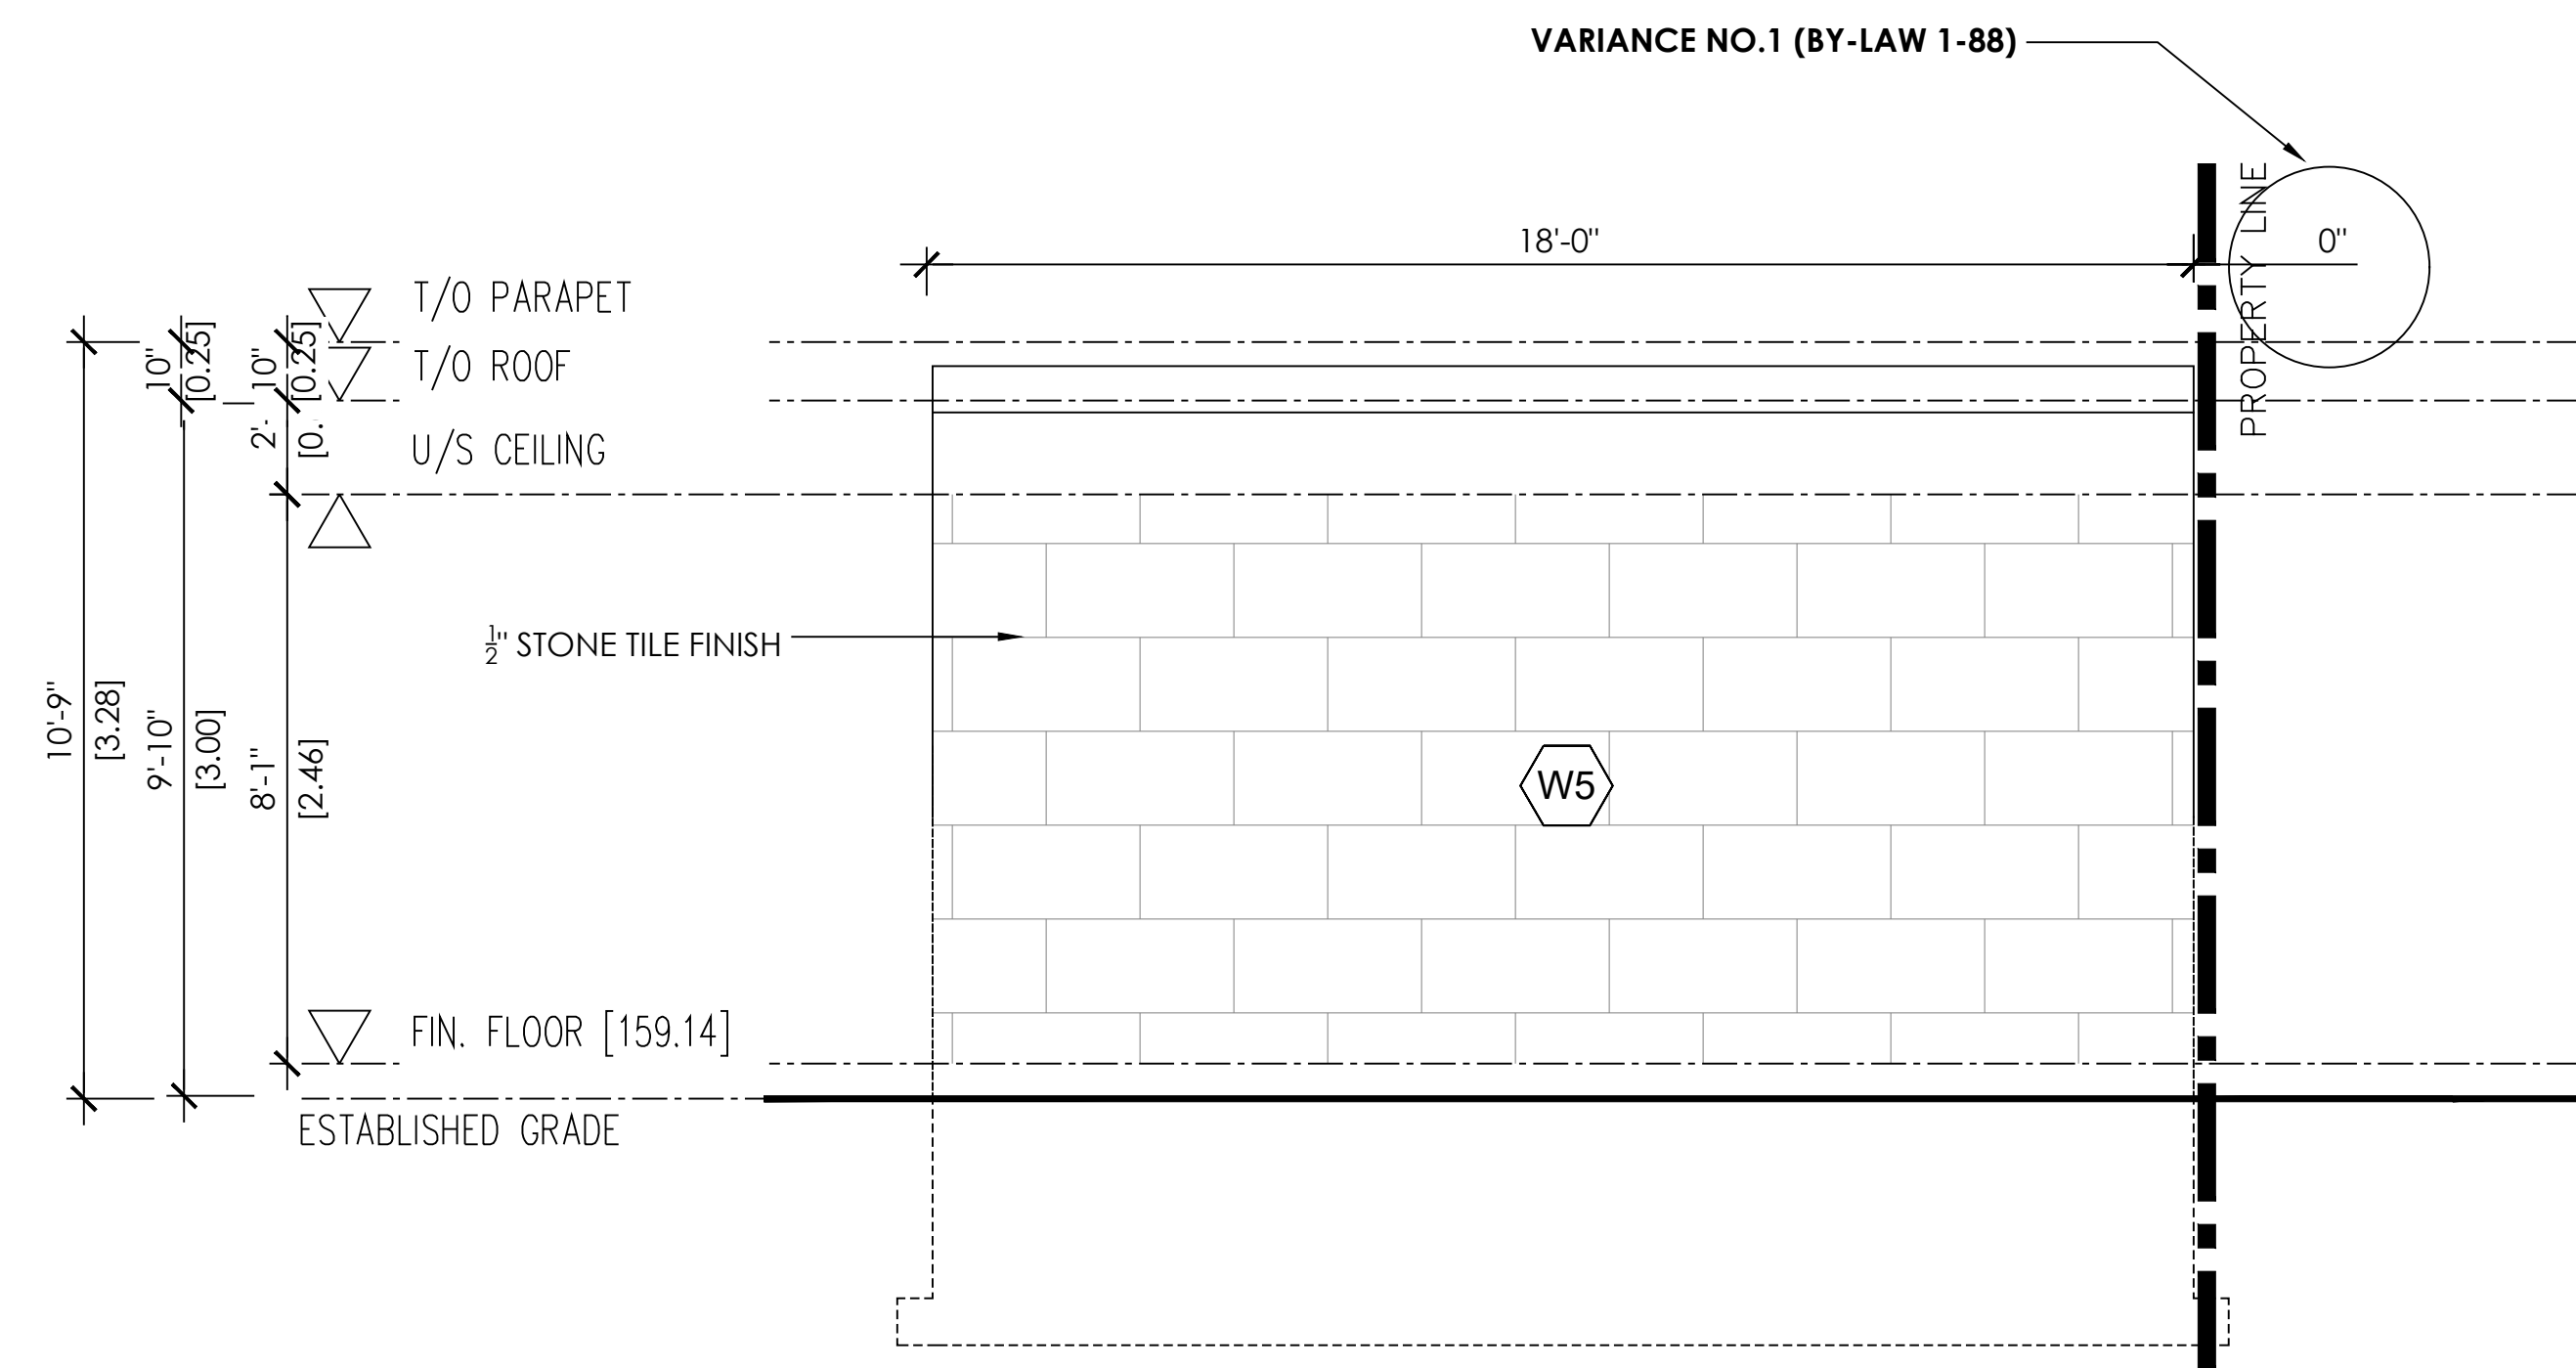 VARIANCE NO.1 (BY-LAW 1-88)
PROPERTY LINE
18'-0"
0"
T/O PARAPET
10"
[0.25]
10"
[0.25]
T/O ROOF
2'-
[0.
U/S CEILING
½" STONE TILE FINISH
10'-9"
[3.28]
9'-10"
[3.00]
8'-1"
[2.46]
W5
FIN. FLOOR [159.14]
ESTABLISHED GRADE